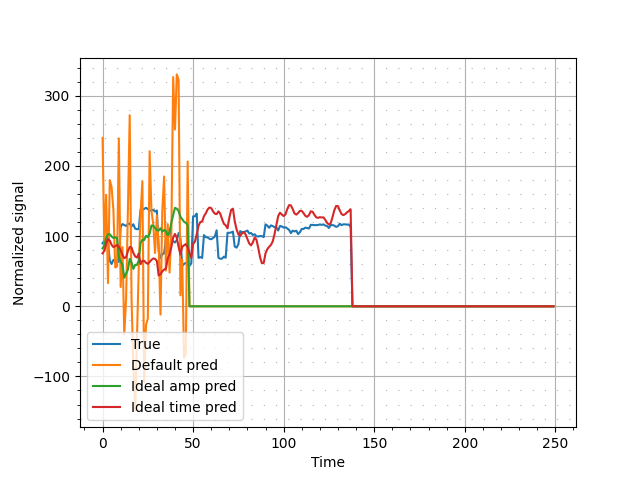 Normalized signal
300
200
100
0
−100
True
Default pred
Ideal amp pred
Ideal time pred
0
50
100
150
200
250
Time